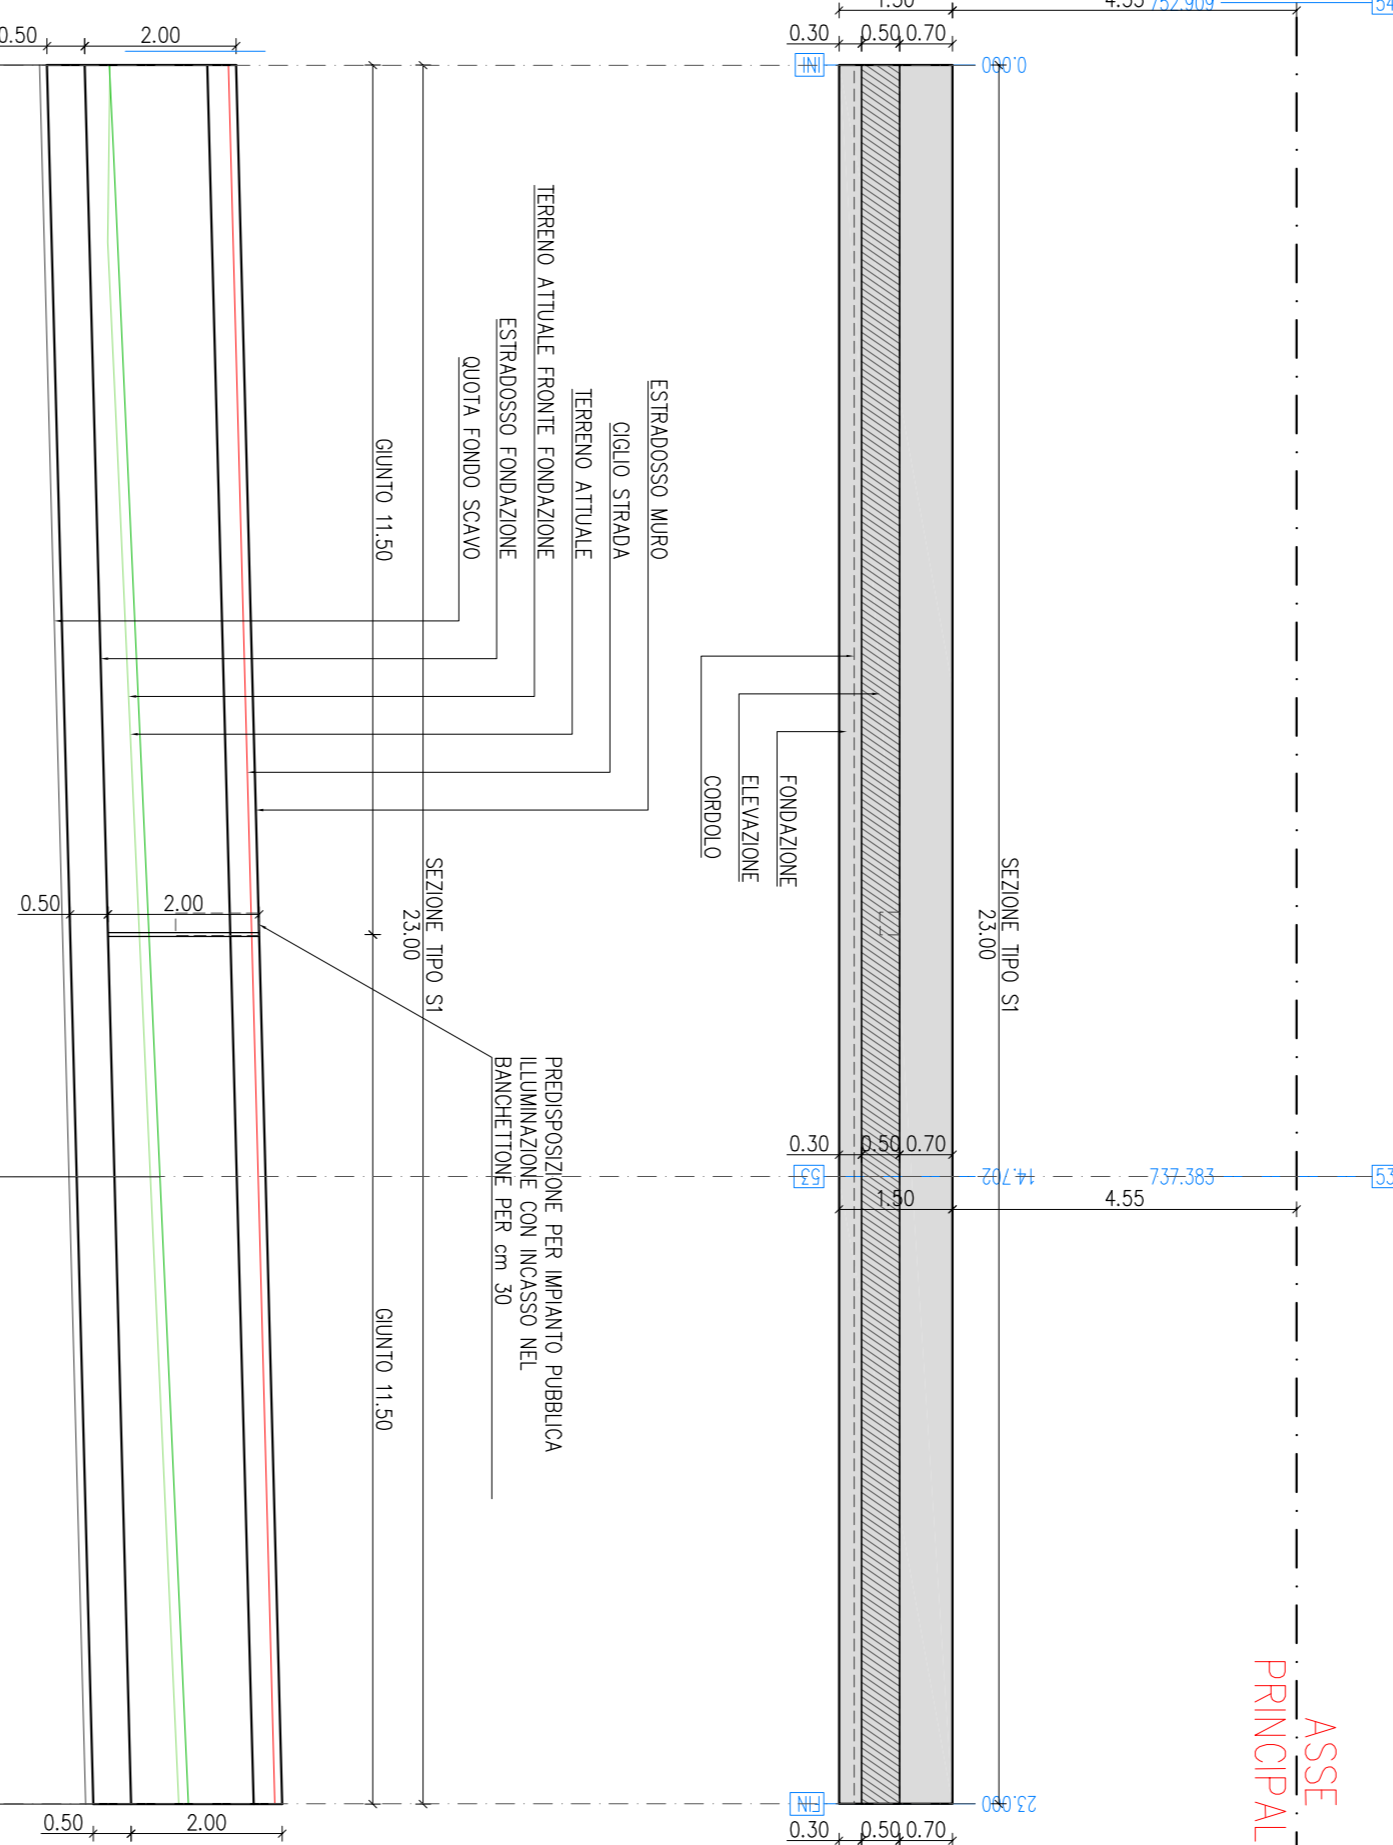 1.50
4.55
752.909
54
0.50
2.00
0.30
0.50
0.70
INI
0.000
TERRENO ATTUALE FRONTE FONDAZIONE
ESTRADOSSO FONDAZIONE
QUOTA FONDO SCAVO
TERRENO ATTUALE
CIGLIO STRADA
ESTRADOSSO MURO
GIUNTO 11.50
FONDAZIONE
ELEVAZIONE
CORDOLO
SEZIONE TIPO S1
23.00
SEZIONE TIPO S1
23.00
0.50
2.00
PREDISPOSIZIONE PER IMPIANTO PUBBLICA
ILLUMINAZIONE CON INCASSO NEL
BANCHETTONE PER cm 30
0.30
0.50
0.70
53
14.702
737.383
53
1.50
4.55
GIUNTO 11.50
ASSE
PRINCIPAL
FIN
23.000
0.50
2.00
0.30
0.50
0.70